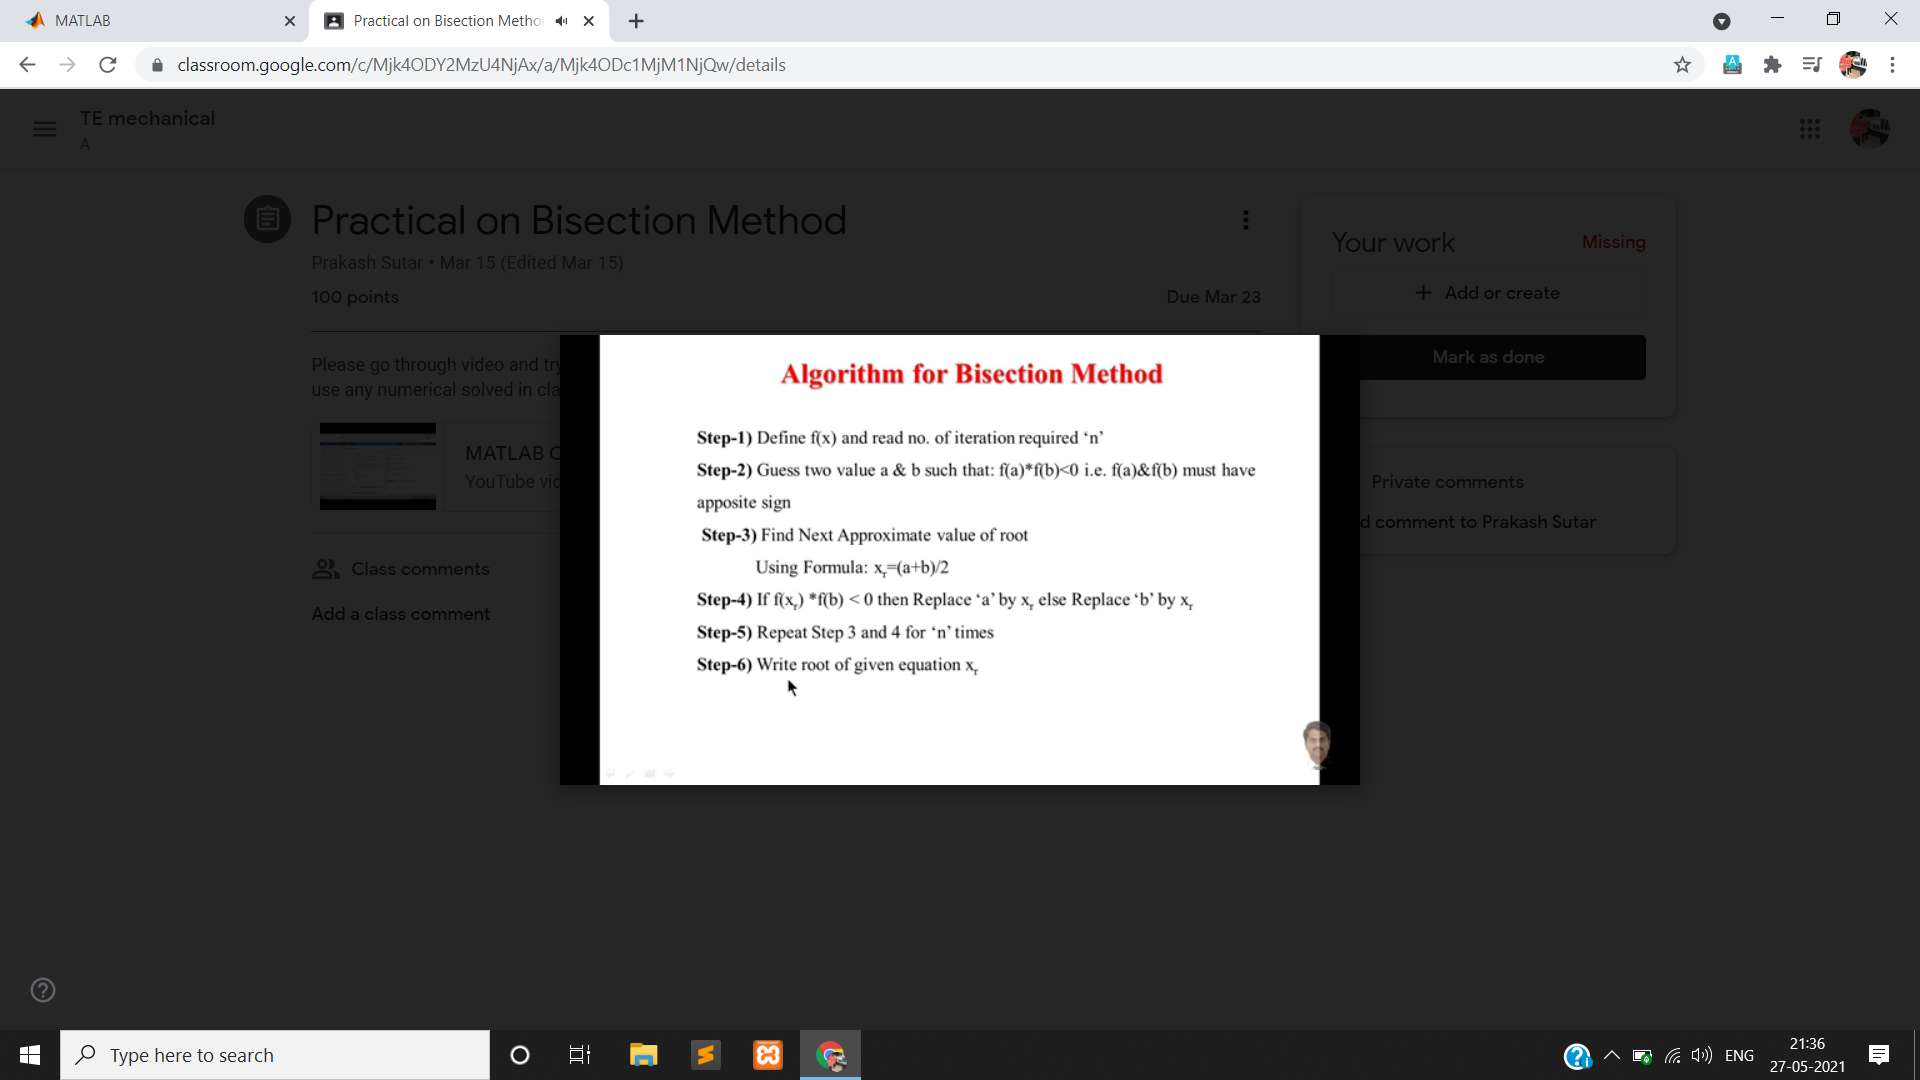 MATLAB
Practical on Bisection Metho
classroom.google.com/c/Mjk4ODY2MzU4NjAx/a/Mjk4ODc1MjM1NjQw/details
TE mechanical
A
Practical on Bisection Method
Prakash Sutar • Mar 15 (Edited Mar 15)
100 points
Due Mar 23
Your work
Missing
Add or create
Mark as done
Please go through video and try
use any numerical solved in cla
MATLAB C
YouTube vid
Algorithm for Bisection Method
Step-1) Define f(x) and read no. of iteration required ‘n’
Step-2) Guess two value a & b such that: f(a)*f(b)<0 i.e. f(a)&f(b) must have
apposite sign
Step-3) Find Next Approximate value of root
Using Formula: xr=(a+b)/2
Step-4) If f(xr) *f(b) < 0 then Replace ‘a’ by xr else Replace ‘b’ by xr
Step-5) Repeat Step 3 and 4 for ‘n’ times
Step-6) Write root of given equation xr
Private comments
d comment to Prakash Sutar
Class comments
Add a class comment
Type here to search
ENG
21:36
27-05-2021